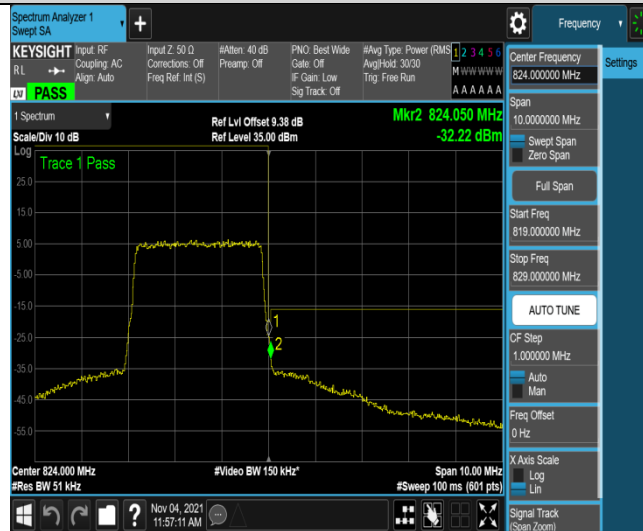 Spectrum Analyzer 1
Swept SA
+
Frequency
KEYSIGHT Input: RF Input Z: 50 Ω #Atten: 40 dB PNO: Best Wide #Avg Type: Power (RMS 1 2 3 4 5 6
RL Coupling: AC Corrections: Off Preamp: Off Gate: Off Avg|Hold: 30/30 M W W W W W
Align: Auto Freq Ref: Int (S) IF Gain: Low Trig: Free Run
LXI PASS Sig Track: Off A A A A A A
1 Spectrum
Scale/Div 10 dB
Ref Lvl Offset 9.38 dB
Ref Level 35.00 dBm
Mkr2 824.050 MHz
-32.22 dBm
Log
Trace 1 Pass
25.0
15.0
5.00
-5.00
-15.0
-25.0
-35.0
-45.0
-55.0
1
2
Center 824.000 MHz #Video BW 150 kHz* Span 10.00 MHz
#Res BW 51 kHz #Sweep 100 ms (601 pts)
?
Nov 04, 2021
11:57:11 AM
Center Frequency
824.000000 MHz
Settings
Span
10.0000000 MHz
Swept Span
Zero Span
Full Span
Start Freq
819.000000 MHz
Stop Freq
829.000000 MHz
AUTO TUNE
CF Step
1.000000 MHz
Auto
Man
Freq Offset
0 Hz
X Axis Scale
Log
Lin
Signal Track
(Span Zoom)